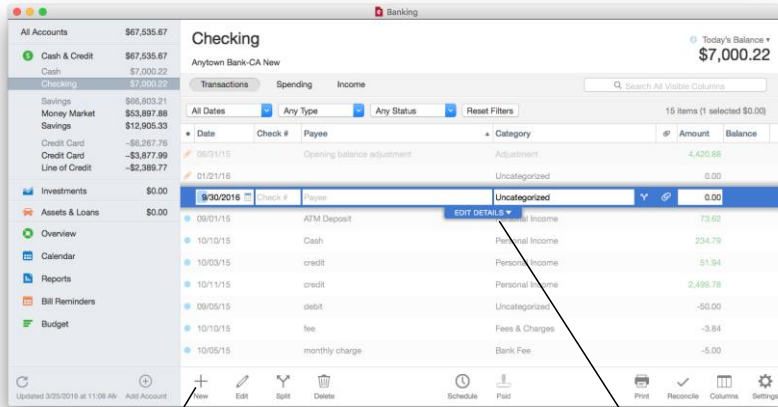 Banking
All Accounts $67,535.67
Cash & Credit $67,535.67
Cash $7,000.22
Checking $7,000.22
Savings $66,803.21
Money Market $53,897.88
Savings $12,905.33
Credit Card -$6,267.76
Credit Card -$3,877.99
Line of Credit -$2,389.77
Investments $0.00
Assets & Loans $0.00
Overview
Calendar
Reports
Bill Reminders
Budget
Updated 3/25/2016 at 11:08 AM Add Account
Checking
Anytown Bank-CA New
Today's Balance
$7,000.22
Transactions Spending Income
Search All Visible Columns
All Dates Any Type Any Status Reset Filters 15 items (1 selected $0.00)
Date Check # Payee Category Amount Balance
08/31/15 Opening balance adjustment Adjustment 4,420.88
01/21/16 Uncategorized 0.00
9/30/2016 Check # Payee Uncategorized 0.00
EDIT DETAILS
09/01/15 ATM Deposit Personal Income 73.62
10/10/15 Cash Personal Income 234.79
10/03/15 credit Personal Income 51.94
10/11/15 credit Personal Income 2,499.78
09/05/15 debit Uncategorized -50.00
10/10/15 fee Fees & Charges -3.84
10/05/15 monthly charge Bank Fee -5.00
New Edit Split Delete Schedule Paid Print Reconcile Columns Settings